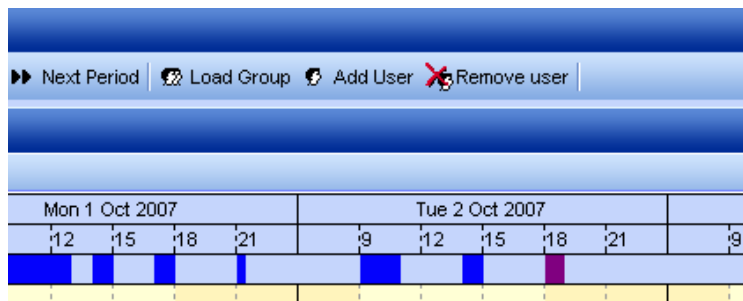 Next Period Load Group Add User Remove user
Mon 1 Oct 2007 Tue 2 Oct 2007
12 15 18 21 9 12 15 18 21 9